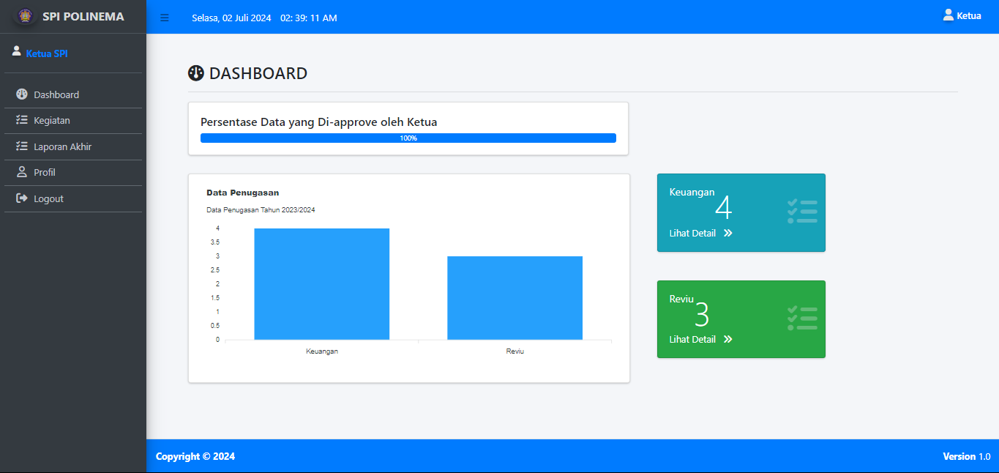 SPI POLINEMA
Selasa, 02 Juli 2024 02: 39: 11 AM
Ketua
Ketua SPI
Dashboard
Kegiatan
Laporan Akhir
Profil
Logout
DASHBOARD
Persentase Data yang Di-approve oleh Ketua
100%
Data Penugasan
Data Penugasan Tahun 2023/2024
4
3.5
3
2.5
2
1.5
1
0.5
0
Keuangan Reviu
Keuangan
4
Lihat Detail
Reviu
3
Lihat Detail
Copyright © 2024
Version 1.0